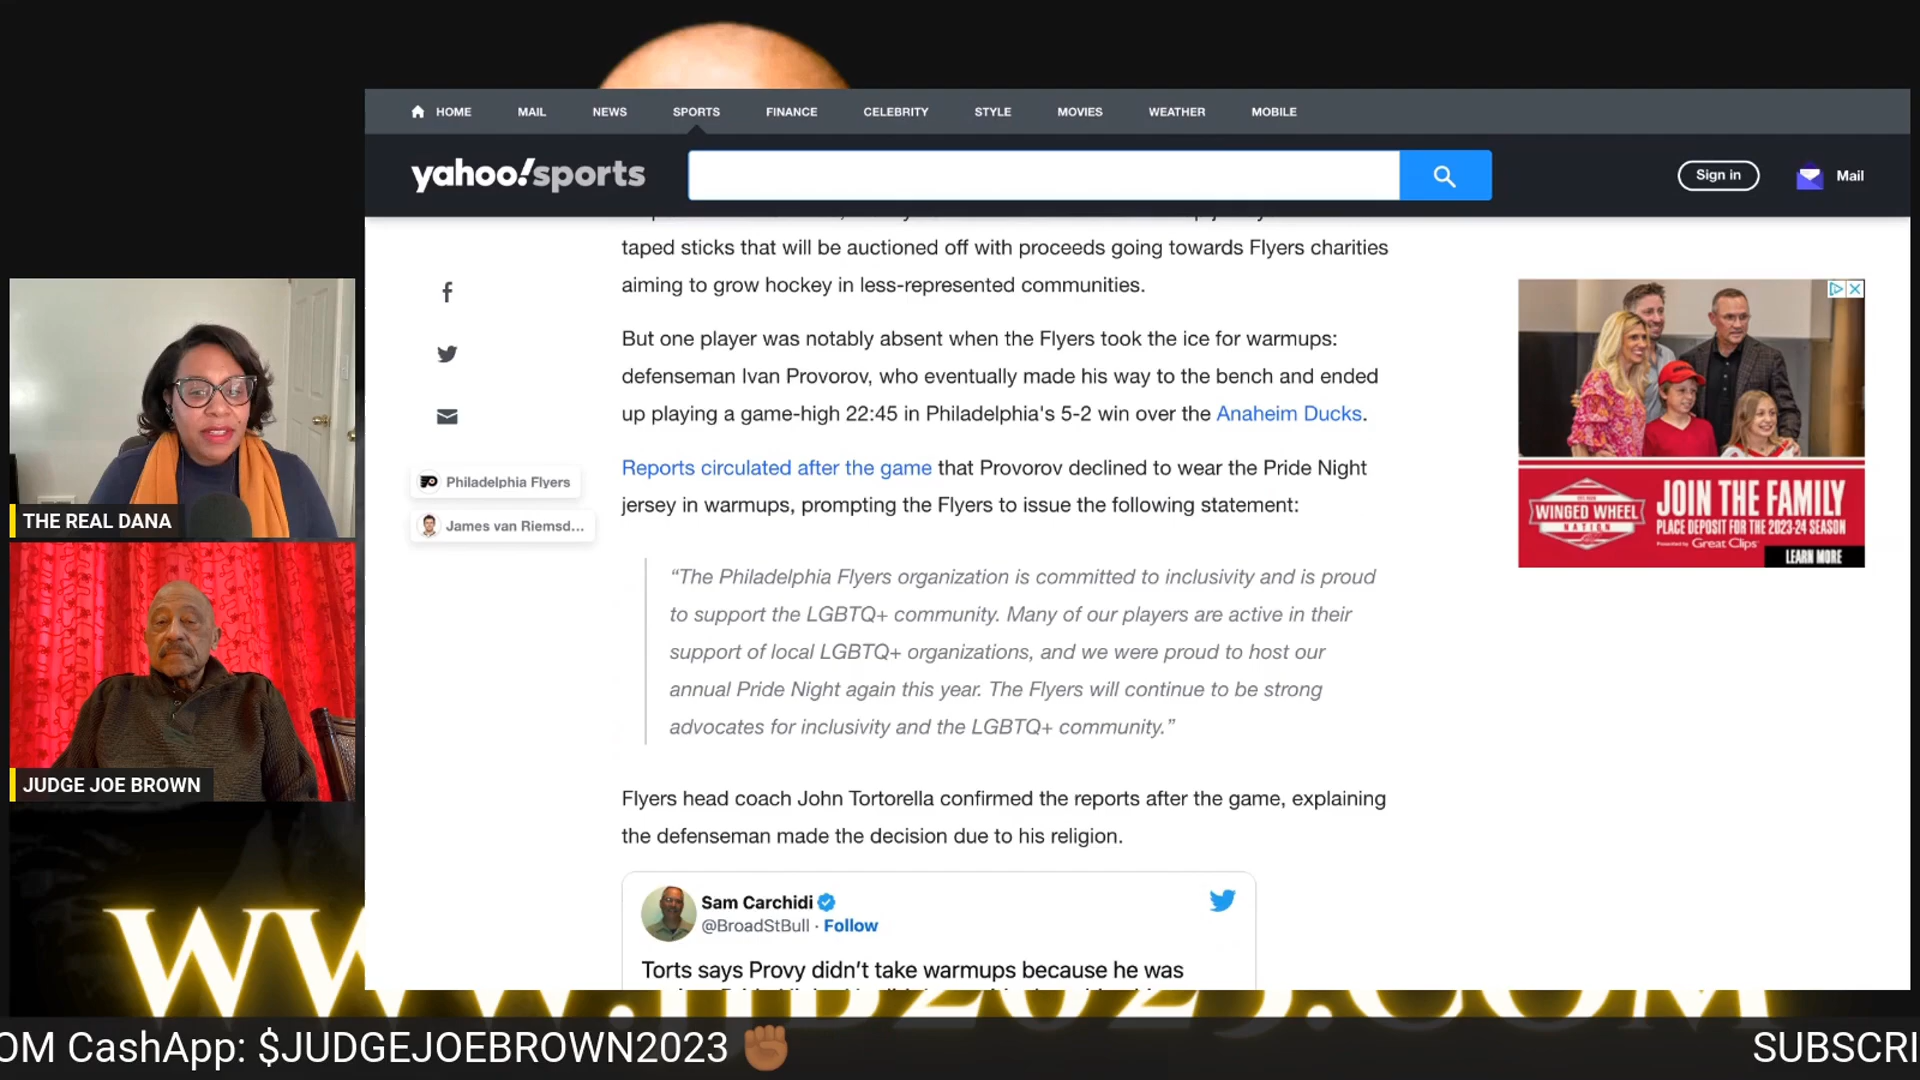 HOME MAIL NEWS SPORTS FINANCE CELEBRITY STYLE MOVIES WEATHER MOBILE
yahoo!sports
Sign in
Mail
taped sticks that will be auctioned off with proceeds going towards Flyers charities
aiming to grow hockey in less-represented communities.
But one player was notably absent when the Flyers took the ice for warmups:
defenseman Ivan Provorov, who eventually made his way to the bench and ended
up playing a game-high 22:45 in Philadelphia's 5-2 win over the Anaheim Ducks.
Reports circulated after the game that Provorov declined to wear the Pride Night
jersey in warmups, prompting the Flyers to issue the following statement:
“The Philadelphia Flyers organization is committed to inclusivity and is proud
to support the LGBTQ+ community. Many of our players are active in their
support of local LGBTQ+ organizations, and we were proud to host our
annual Pride Night again this year. The Flyers will continue to be strong
advocates for inclusivity and the LGBTQ+ community.”
Flyers head coach John Tortorella confirmed the reports after the game, explaining
the defenseman made the decision due to his religion.
Sam Carchidi
@BroadStBull · Follow
Torts says Provy didn’t take warmups because he was
Philadelphia Flyers
James van Riemsd...
WINGED WHEEL
NATION
JOIN THE FAMILY
PLACE DEPOSIT FOR THE 2023-24 SEASON
Presented by Great Clips
LEARN MORE
THE REAL DANA
JUDGE JOE BROWN
OM CashApp: $JUDGEJOEBROWN2023 ✊🏾
SUBSCRI